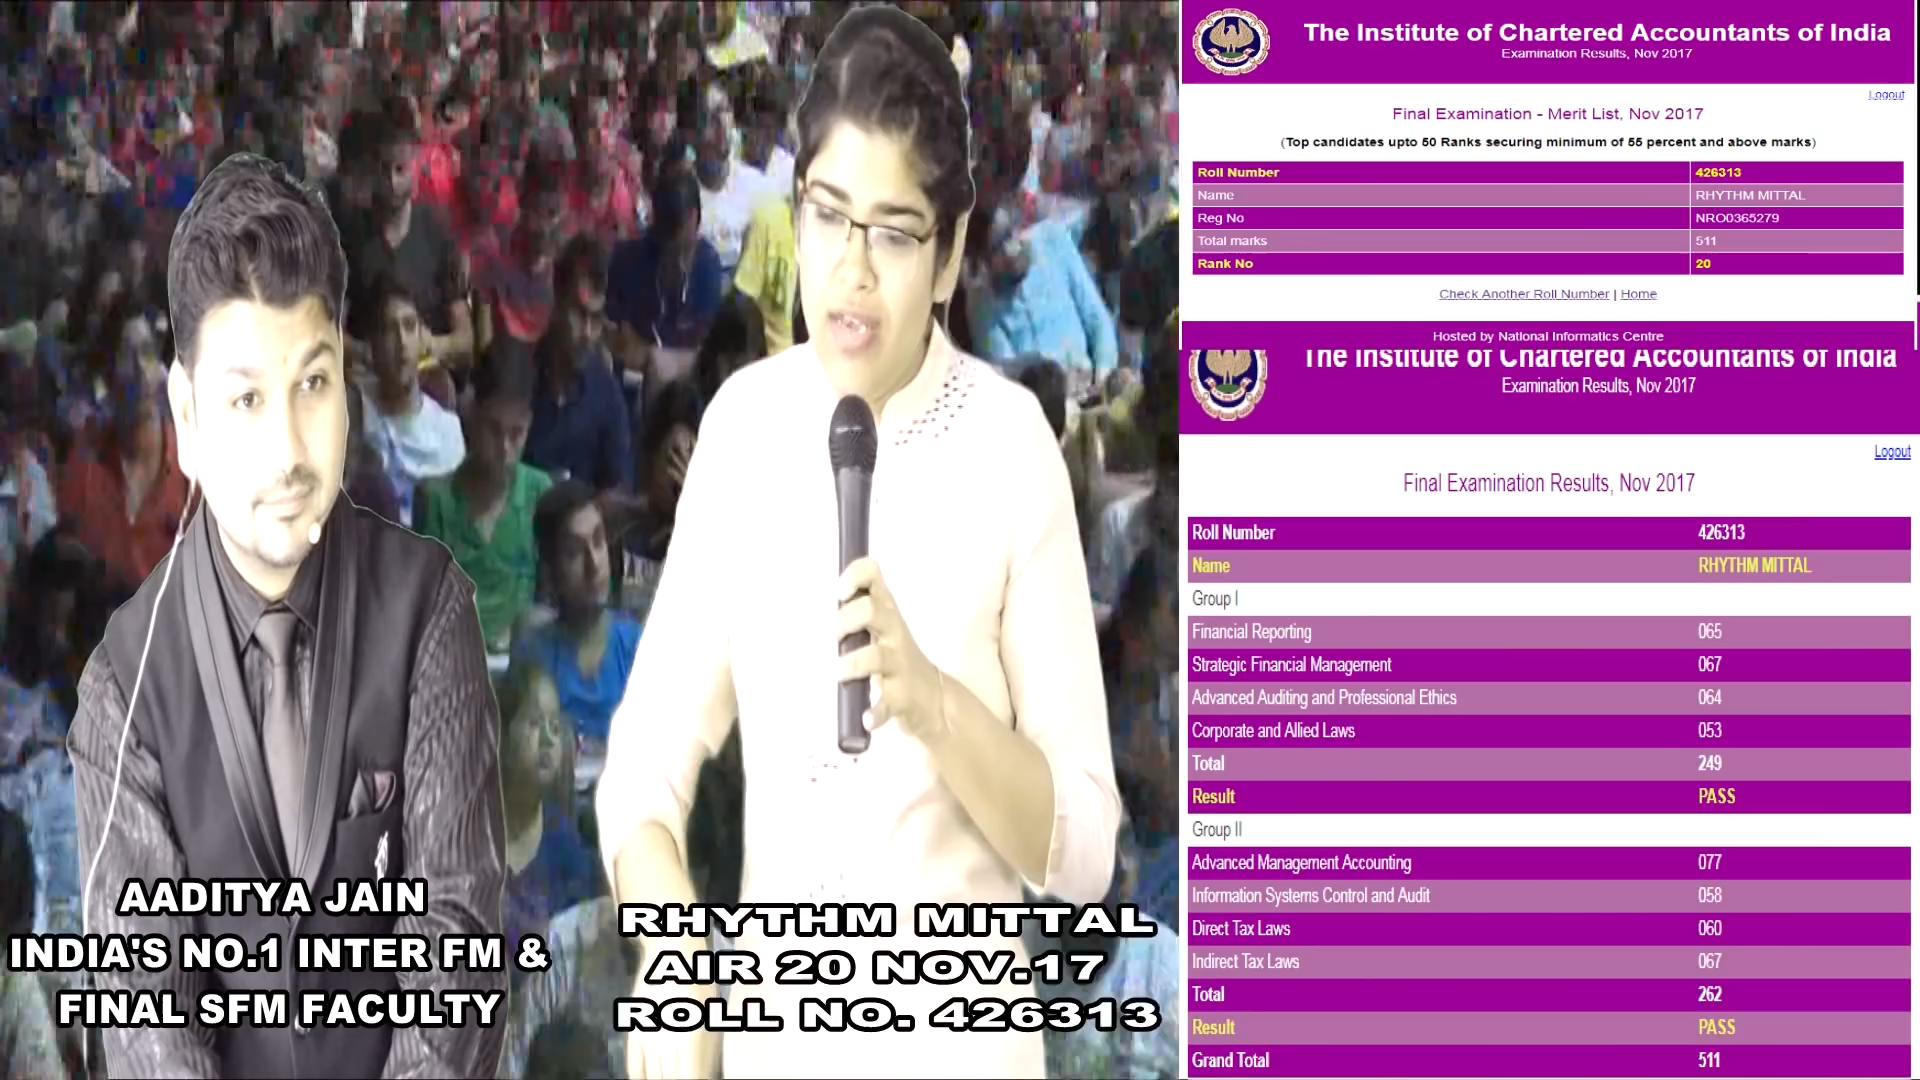 AADITYA JAIN
INDIA'S NO.1 INTER FM &
FINAL SFM FACULTY
RHYTHM MITTAL
AIR 20 NOV.17
ROLL NO. 426313
The Institute of Chartered Accountants of India
Examination Results, Nov 2017
Logout
Final Examination - Merit List, Nov 2017
(Top candidates upto 50 Ranks securing minimum of 55 percent and above marks)
Roll Number 426313
Name RHYTHM MITTAL
Reg No NRO0365279
Total marks 511
Rank No 20
Check Another Roll Number | Home
Hosted by National Informatics Centre
The Institute of Chartered Accountants of India
Examination Results, Nov 2017
Logout
Final Examination Results, Nov 2017
Roll Number 426313
Name RHYTHM MITTAL
Group I
Financial Reporting 065
Strategic Financial Management 067
Advanced Auditing and Professional Ethics 064
Corporate and Allied Laws 053
Total 249
Result PASS
Group II
Advanced Management Accounting 077
Information Systems Control and Audit 058
Direct Tax Laws 060
Indirect Tax Laws 067
Total 262
Result PASS
Grand Total 511